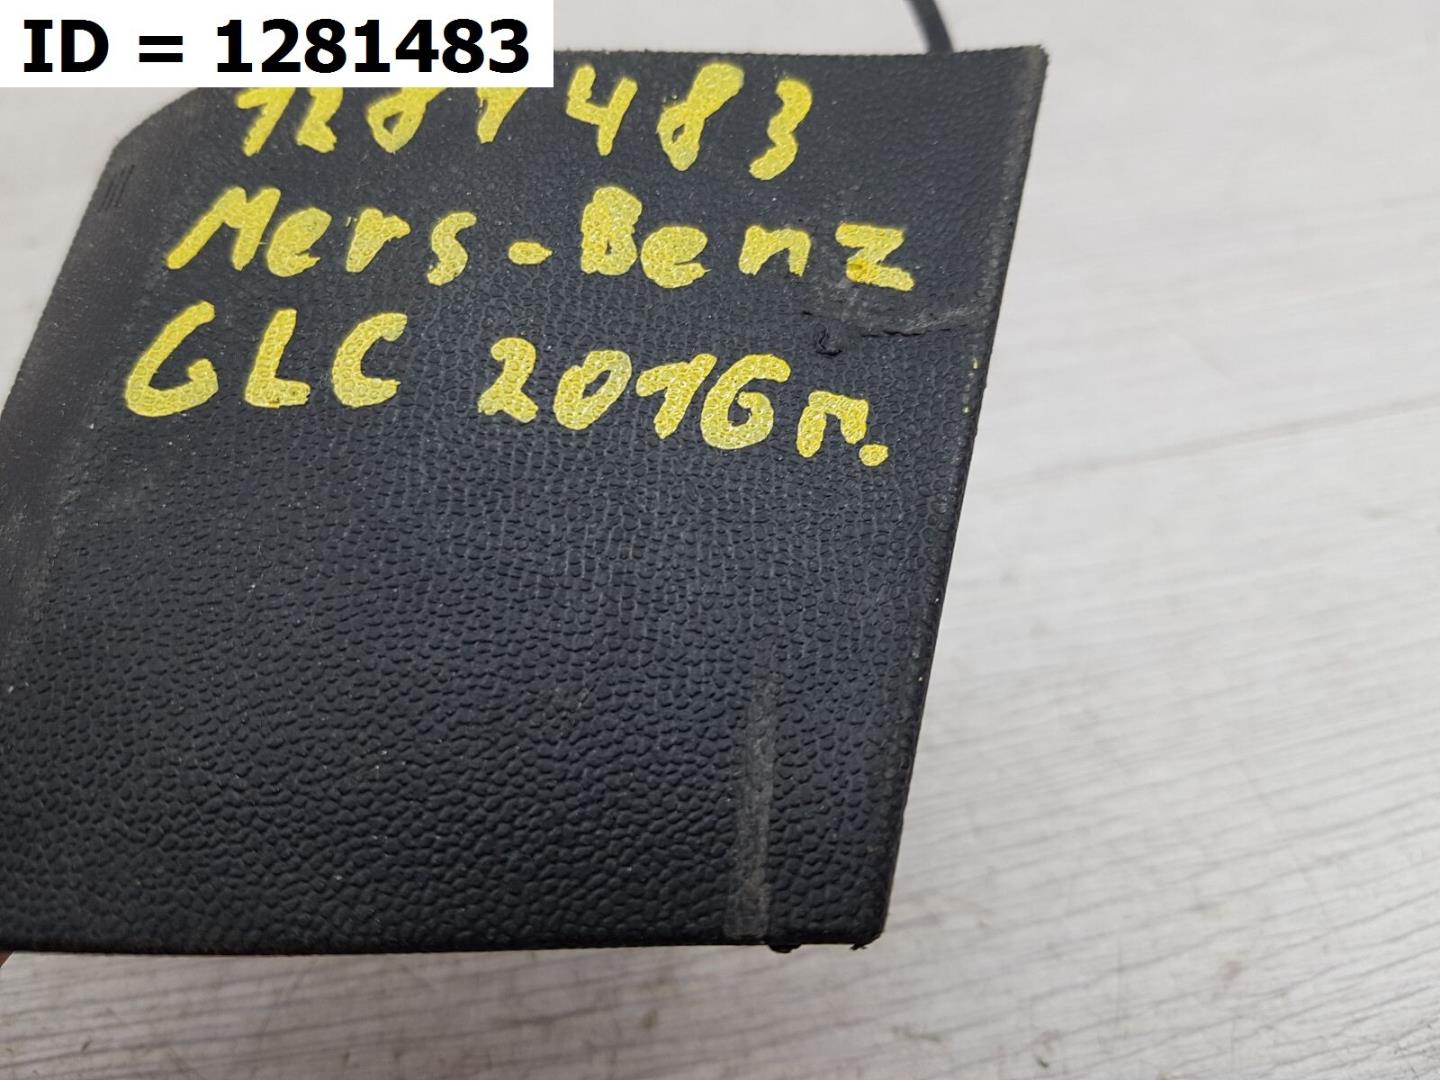 ID = 1281483
1281483
Mers-Benz
GLC 2016г.